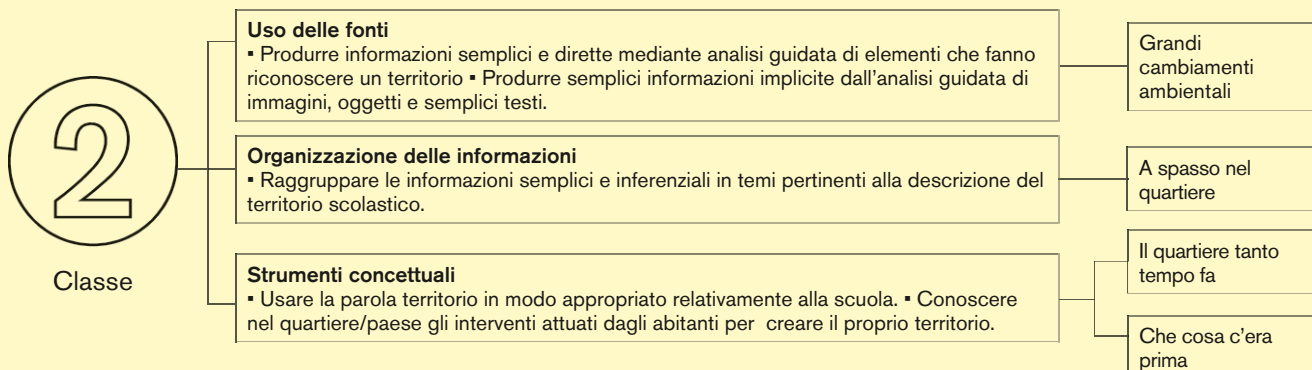 2
Classe
Uso delle fonti
▪ Produrre informazioni semplici e dirette mediante analisi guidata di elementi che fanno
riconoscere un territorio ▪ Produrre semplici informazioni implicite dall'analisi guidata di
immagini, oggetti e semplici testi.
Grandi
cambiamenti
ambientali
Organizzazione delle informazioni
▪ Raggruppare le informazioni semplici e inferenziali in temi pertinenti alla descrizione del
territorio scolastico.
A spasso nel
quartiere
Strumenti concettuali
▪ Usare la parola territorio in modo appropriato relativamente alla scuola. ▪ Conoscere
nel quartiere/paese gli interventi attuati dagli abitanti per creare il proprio territorio.
Il quartiere tanto
tempo fa
Che cosa c'era
prima